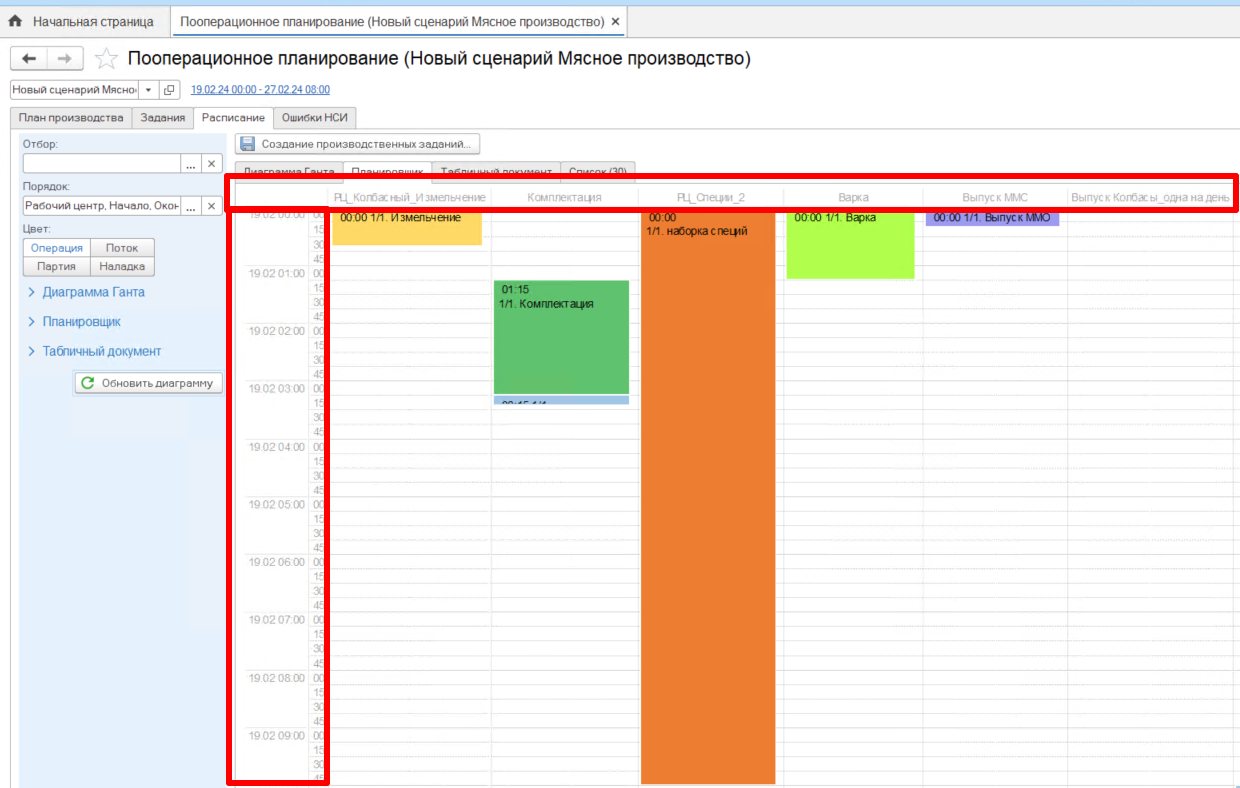 Начальная страница
Пооперационное планирование (Новый сценарий Мясное производство) ×
Пооперационное планирование (Новый сценарий Мясное производство)
Новый сценарий Мясно
19.02.24 00:00 - 27.02.24 08:00
План производства Задания Расписание Ошибки НСИ
Отбор:
... ×
Порядок:
Рабочий центр, Начало, Окон ... ×
Цвет:
Операция Поток
Партия Наладка
> Диаграмма Ганта
> Планировщик
> Табличный документ
Обновить диаграмму
Создание производственных заданий...
Диаграмма Ганта Планировщик Табличный документ Список (30)
РЦ_Колбасный_Измельчение Комплектация РЦ_Специи_2 Варка Выпуск ММС Выпуск Колбасы_одна на день
19.02 00:00 00
15
30
45
19.02 01:00 00
15
30
45
19.02 02:00 00
15
30
45
19.02 03:00 00
15
30
45
19.02 04:00 00
15
30
45
19.02 05:00 00
15
30
45
19.02 06:00 00
15
30
45
19.02 07:00 00
15
30
45
19.02 08:00 00
15
30
45
19.02 09:00 00
15
30
45
00:00 1/1. Измельчение
01:15
1/1. Комплектация
00:00
1/1. наборка специй
00:00 1/1. Варка
00:00 1/1. Выпуск ММО